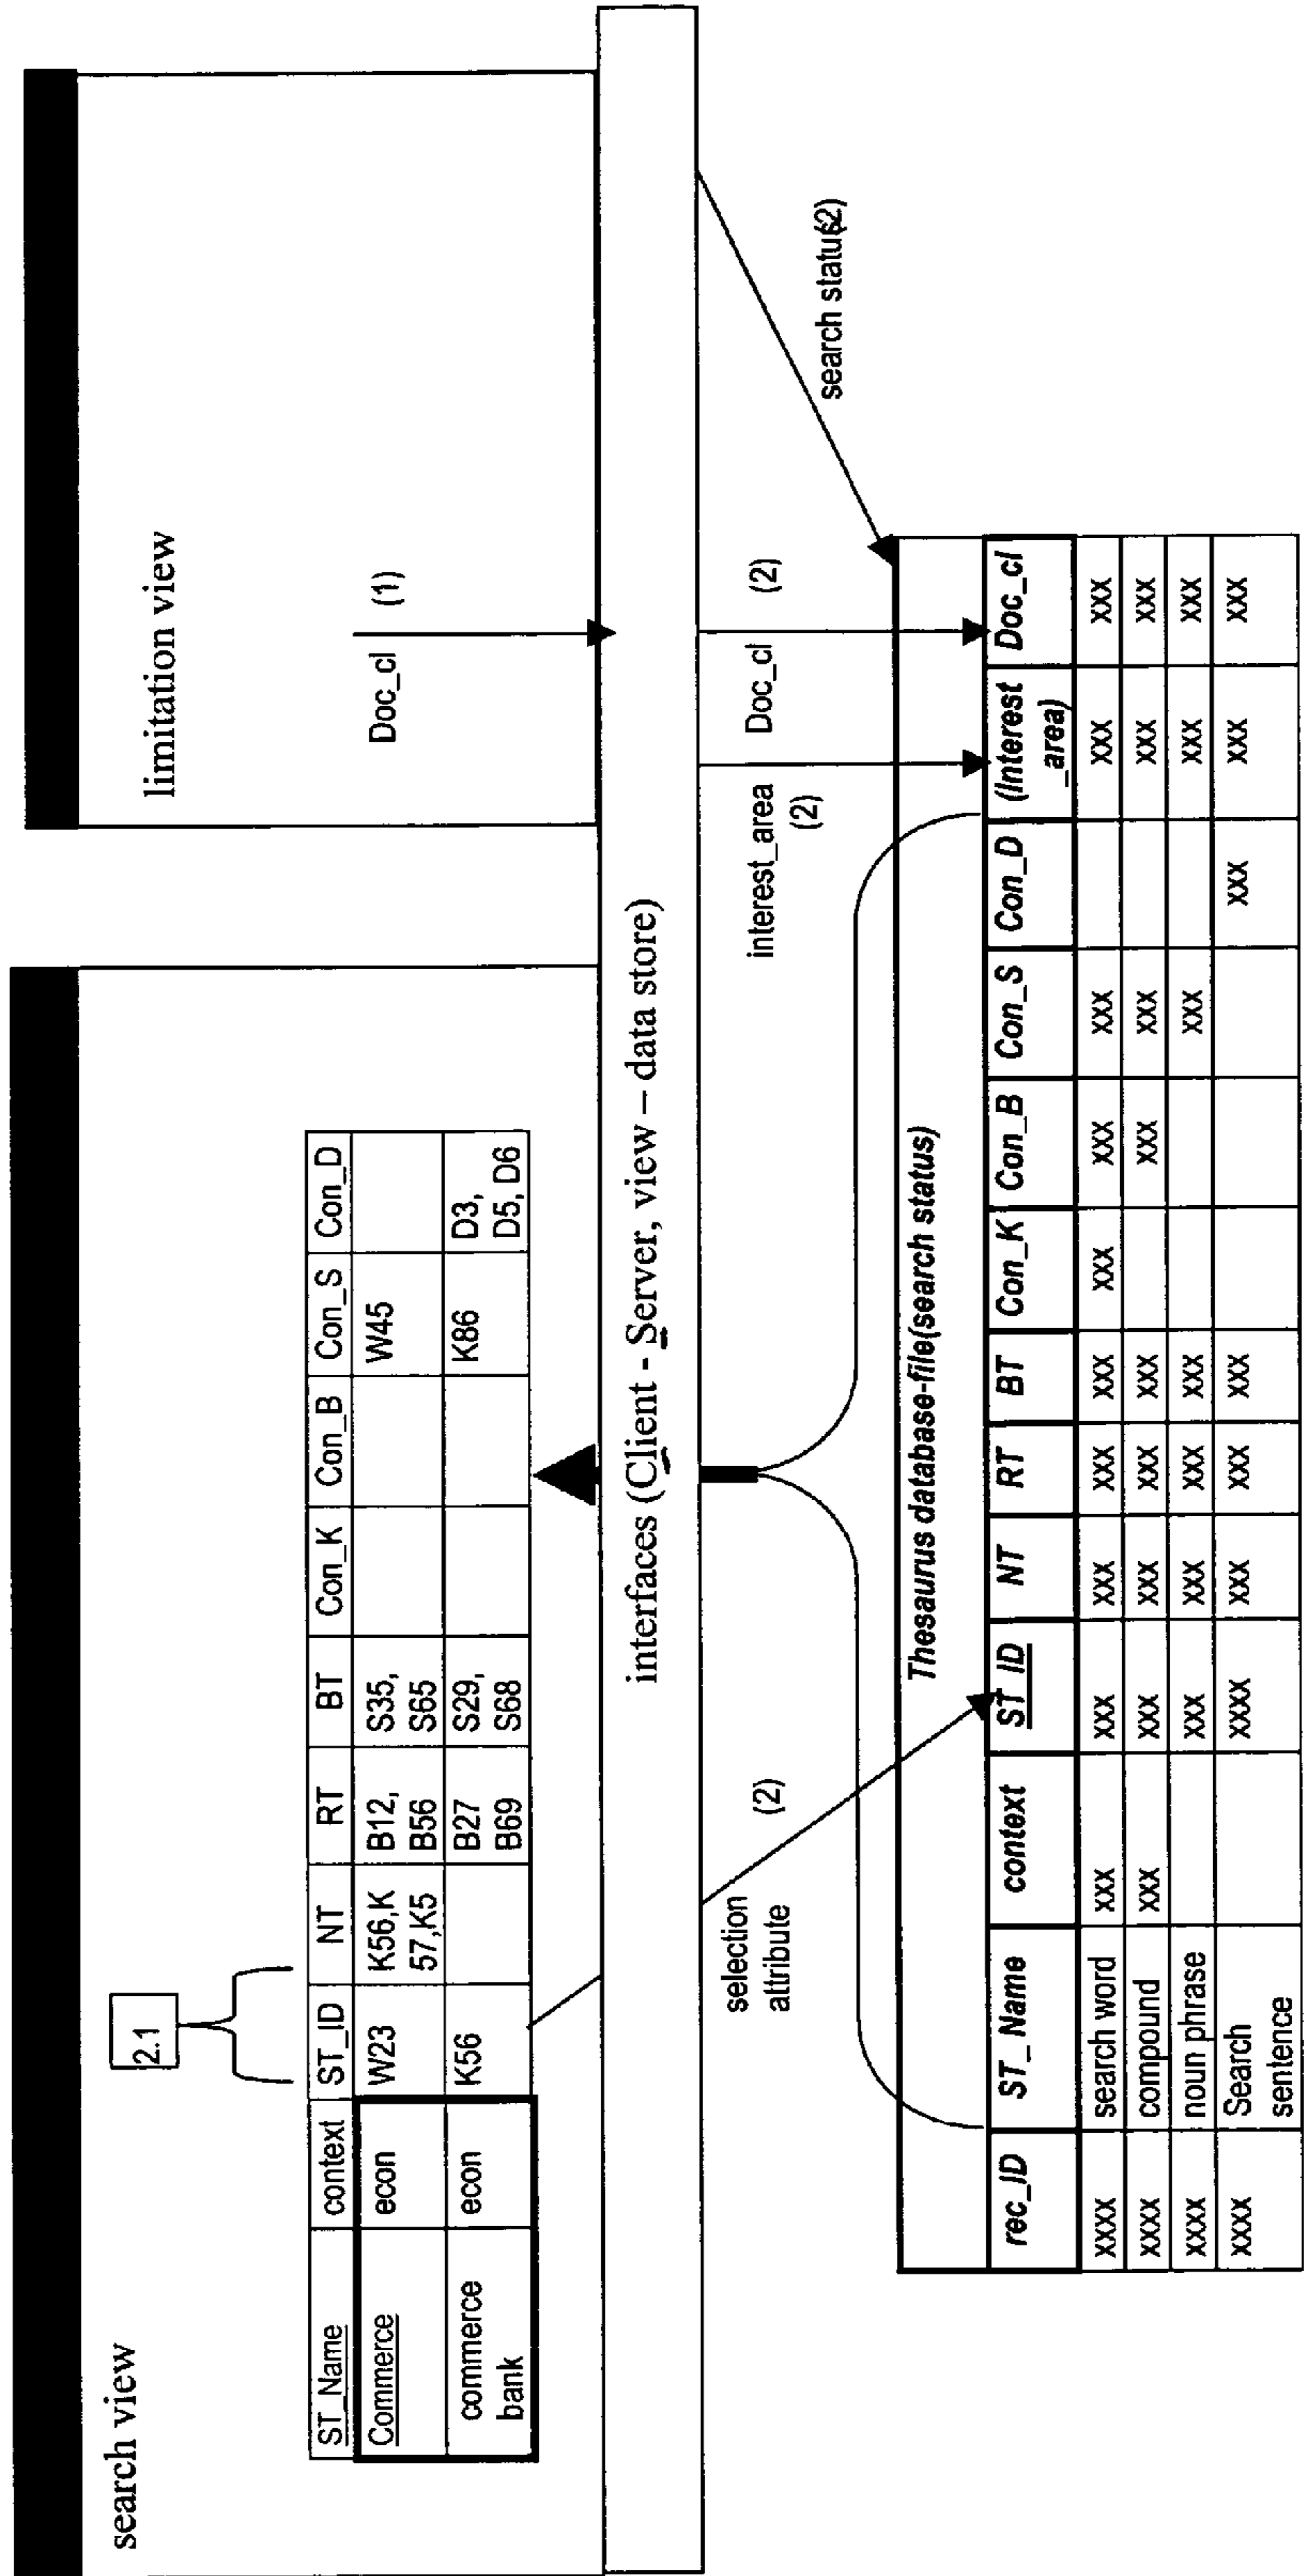 search view
limitation view
2.1
ST_Name context ST_ID NT RT BT Con_K Con_B Con_S Con_D
Commerce econ W23 K56,K B12, S35, W45
57,K5 B56 S65
commerce econ K56 B27 S29, K86 D3,
bank B69 S68 D5, D6
Doc_cl (1)
interfaces (Client - Server, view – data store)
selection (2)
attribute
interest_area
(2)
Doc_cl (2)
search status(2)
Thesaurus database-file(search status)
rec_ID ST_Name context ST_ID NT RT BT Con_K Con_B Con_S Con_D (Interest Doc_cl
_area)
xxxx search word xxx xxx xxx xxx xxx xxx xxx xxx xxx xxx
xxxx compound xxx xxx xxx xxx xxx xxx xxx xxx xxx
xxxx noun phrase xxx xxx xxx xxx xxx xxx xxx
xxxx Search xxxx xxx xxx xxx xxx xxx xxx
sentence